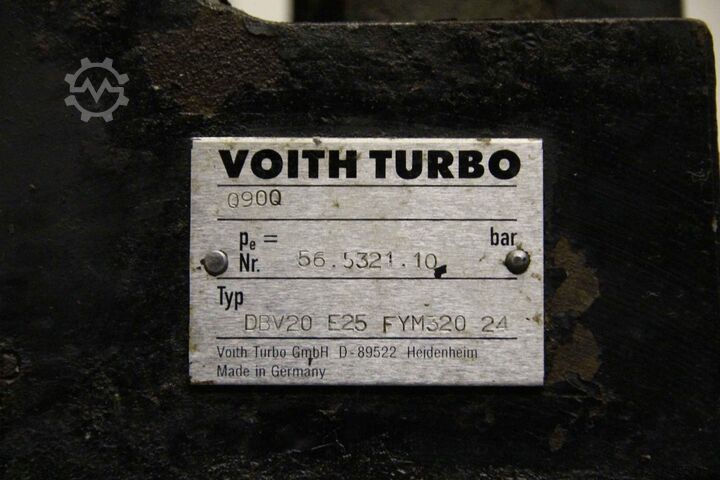 VOITH TURBO
Q90Q
pe = bar
Nr. 56.5321.10
Typ
DBV20 E25 FYM320 24
Voith Turbo GmbH D-89522 Heidenheim
Made in Germany